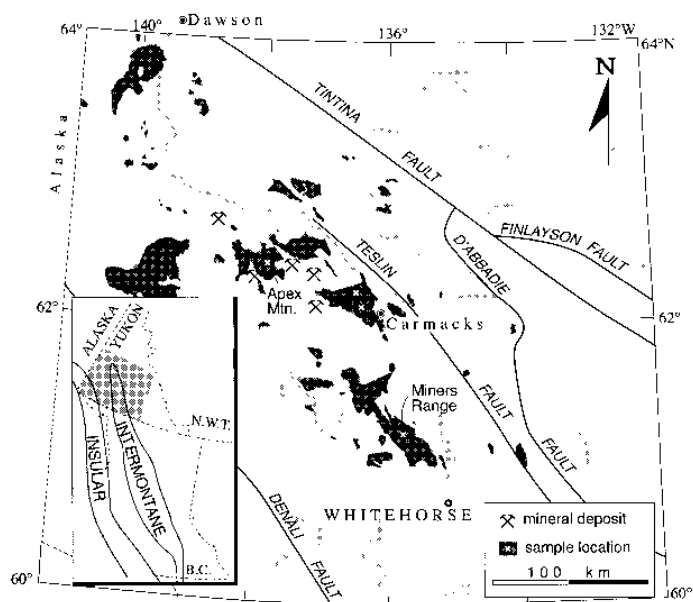 Dawson
64°
140°
136°
132°W
64°N
N
Alaska
TINTINA
FAULT
FINLAYSON FAULT
D'ABBADIE
TESLIN
Apex
Mtn.
62°
62°
Carmacks
ALASKA
YUKON
Miners
Range
N.W.T.
FAULT
FAULT
INSULAR
INTERMONTANE
DENALI
FAULT
WHITEHORSE
mineral deposit
sample location
100 km
B.C.
60°
60°